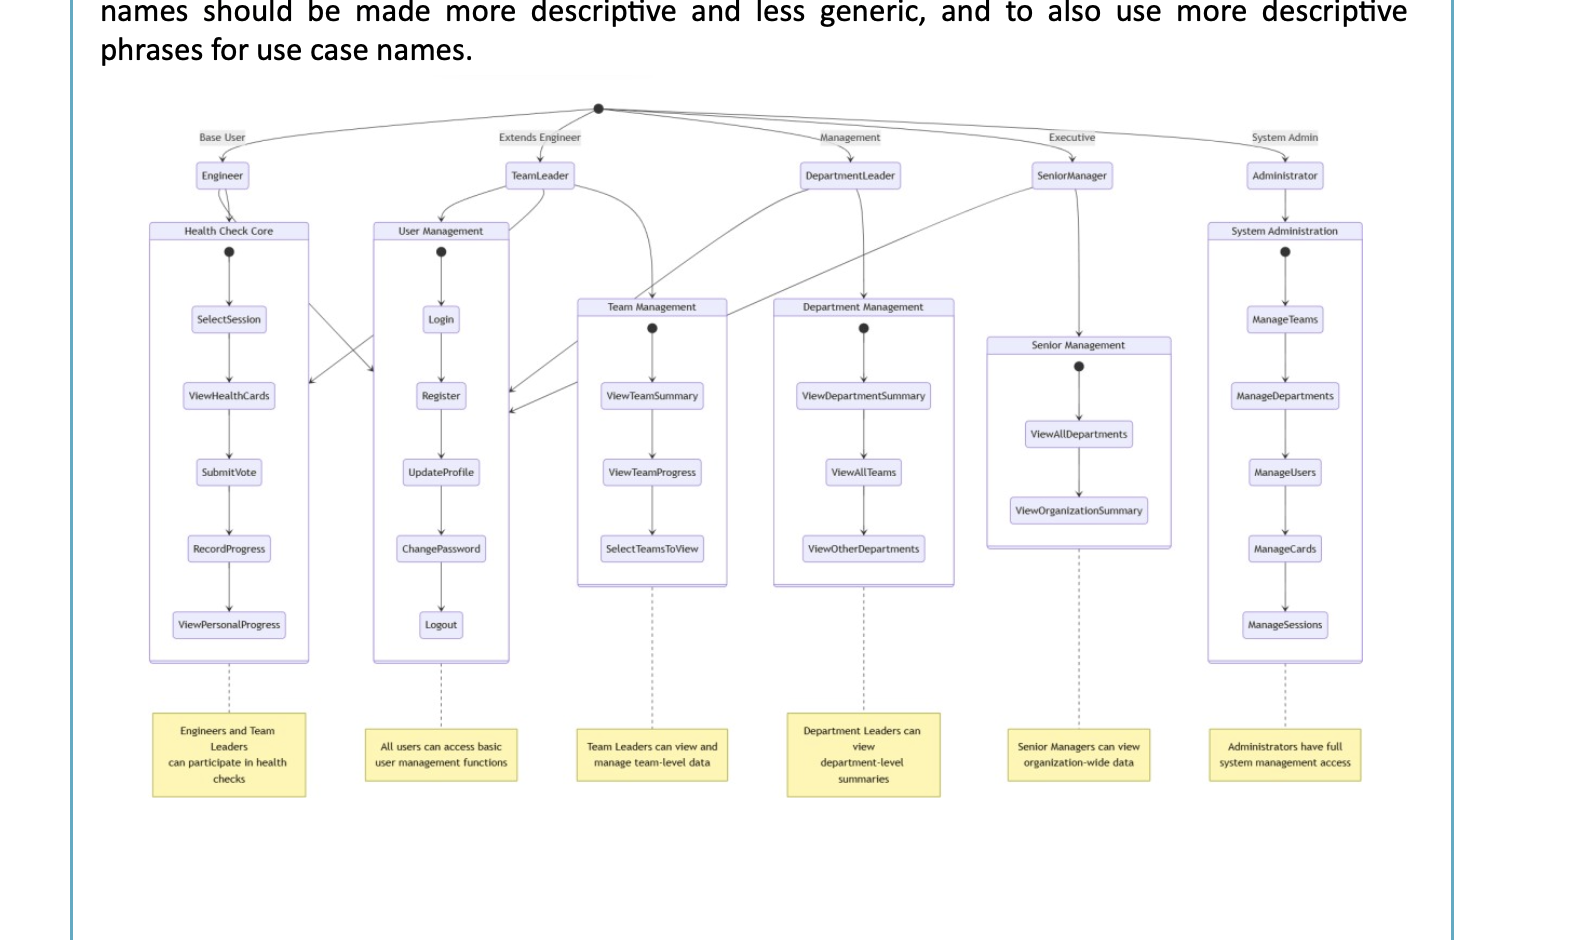 names should be made more descriptive and less generic, and to also use more descriptive
phrases for use case names.
Base User
Extends Engineer
Management
Executive
System Admin
Engineer
TeamLeader
DepartmentLeader
SeniorManager
Administrator
Health Check Core
SelectSession
ViewHealthCards
SubmitVote
RecordProgress
ViewPersonalProgress
User Management
Login
Register
UpdateProfile
ChangePassword
Logout
Team Management
ViewTeamSummary
ViewTeamProgress
SelectTeamsToView
Department Management
ViewDepartmentSummary
ViewAllTeams
ViewOtherDepartments
Senior Management
ViewAllDepartments
ViewOrganizationSummary
System Administration
ManageTeams
ManageDepartments
ManageUsers
ManageCards
ManageSessions
Engineers and Team
Leaders
can participate in health
checks
All users can access basic
user management functions
Team Leaders can view and
manage team-level data
Department Leaders can
view
department-level
summaries
Senior Managers can view
organization-wide data
Administrators have full
system management access